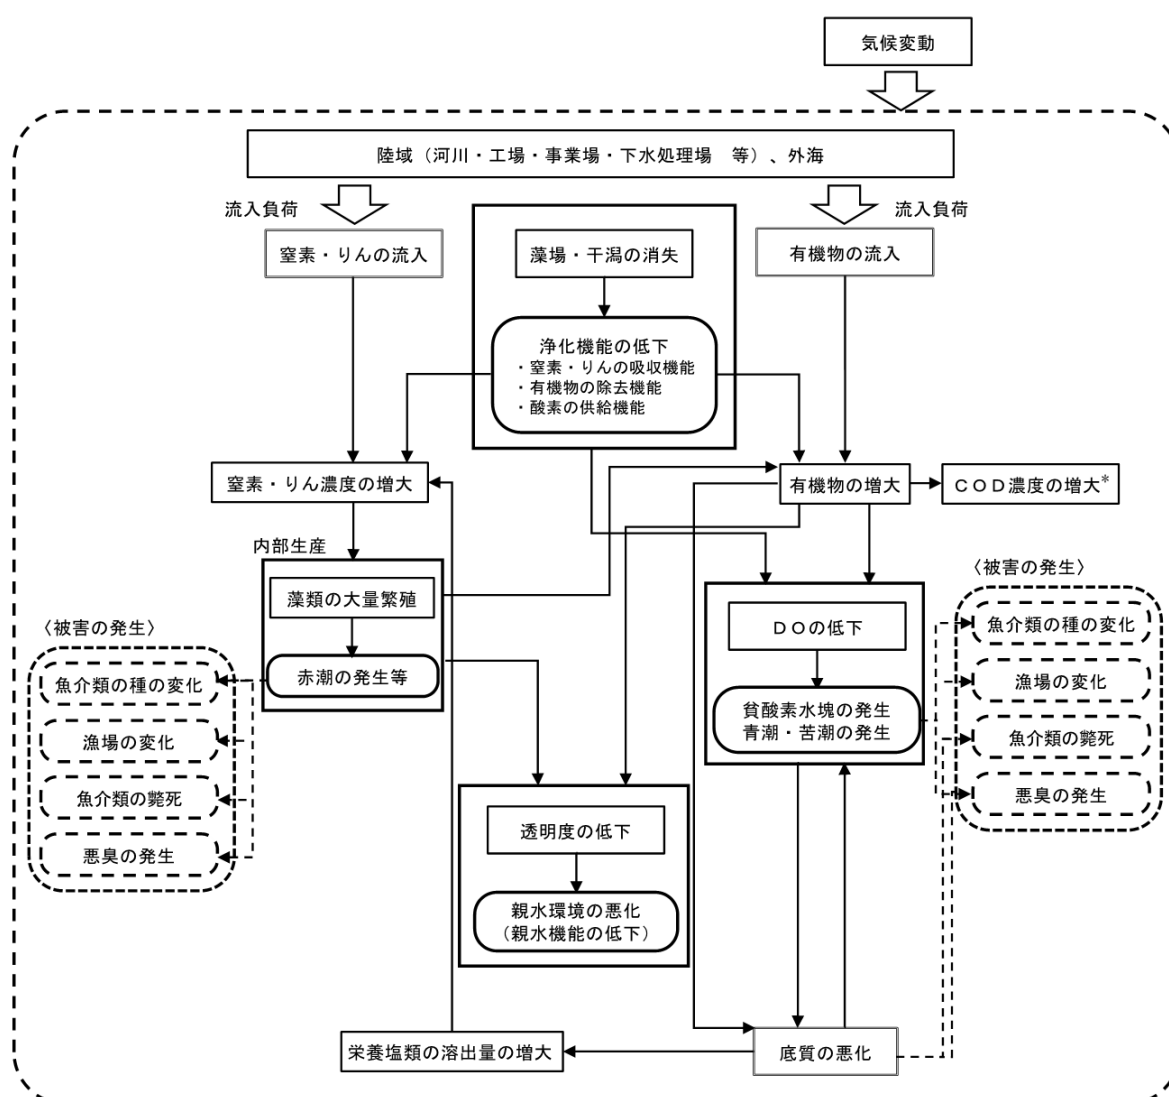 気候変動
陸域（河川・工場・事業場・下水処理場　等）、外海
流入負荷
流入負荷
窒素・りんの流入
藻場・干潟の消失
有機物の流入
浄化機能の低下
・窒素・りんの吸収機能
・有機物の除去機能
・酸素の供給機能
窒素・りん濃度の増大
有機物の増大
ＣＯＤ濃度の増大*
内部生産
藻類の大量繁殖
赤潮の発生等
〈被害の発生〉
魚介類の種の変化
漁場の変化
魚介類の斃死
悪臭の発生
ＤＯの低下
貧酸素水塊の発生
青潮・苦潮の発生
〈被害の発生〉
魚介類の種の変化
漁場の変化
魚介類の斃死
悪臭の発生
透明度の低下
親水環境の悪化
（親水機能の低下）
栄養塩類の溶出量の増大
底質の悪化